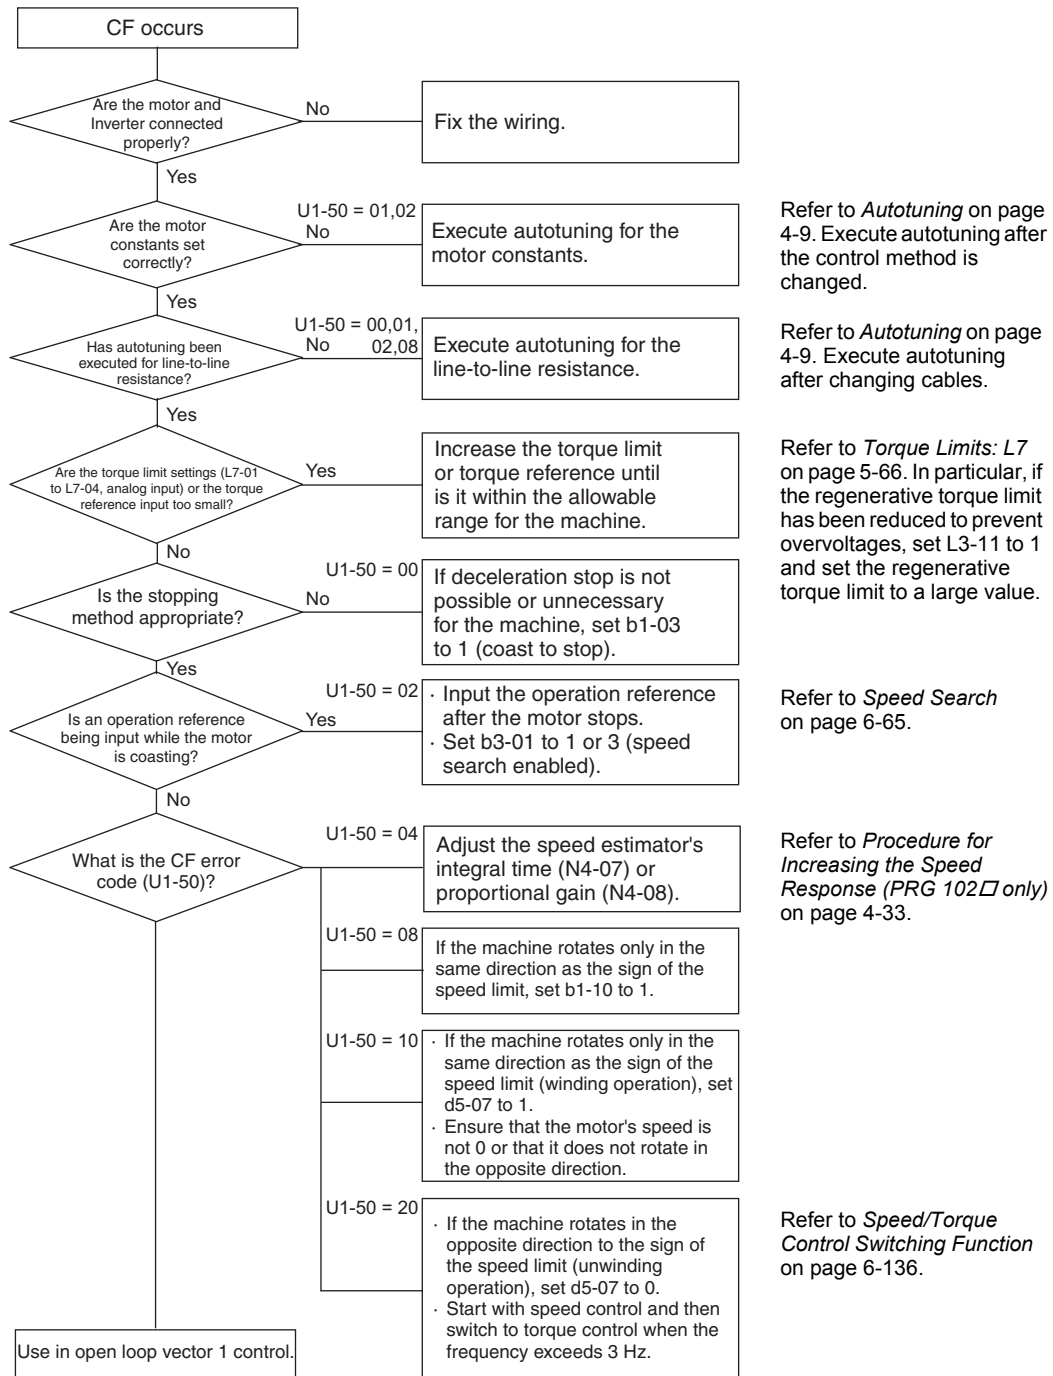 CF occurs
Are the motor and
Inverter connected
properly?
No
Fix the wiring.
Yes
Are the motor
constants set
correctly?
U1-50 = 01,02
No
Execute autotuning for the
motor constants.
Refer to Autotuning on page
4-9. Execute autotuning after
the control method is
changed.
Yes
Has autotuning been
executed for line-to-line
resistance?
U1-50 = 00,01,
No 02,08
Execute autotuning for the
line-to-line resistance.
Refer to Autotuning on page
4-9. Execute autotuning
after changing cables.
Yes
Are the torque limit settings (L7-01
to L7-04, analog input) or the torque
reference input too small?
Yes
Increase the torque limit
or torque reference until
is it within the allowable
range for the machine.
Refer to Torque Limits: L7
on page 5-66. In particular, if
the regenerative torque limit
has been reduced to prevent
overvoltages, set L3-11 to 1
and set the regenerative
torque limit to a large value.
No
Is the stopping
method appropriate?
U1-50 = 00
No
If deceleration stop is not
possible or unnecessary
for the machine, set b1-03
to 1 (coast to stop).
Yes
Is an operation reference
being input while the motor
is coasting?
U1-50 = 02
Yes
· Input the operation reference
after the motor stops.
· Set b3-01 to 1 or 3 (speed
search enabled).
Refer to Speed Search
on page 6-65.
No
What is the CF error
code (U1-50)?
U1-50 = 04
Adjust the speed estimator's
integral time (N4-07) or
proportional gain (N4-08).
Refer to Procedure for
Increasing the Speed
Response (PRG 102□ only)
on page 4-33.
U1-50 = 08
If the machine rotates only in the
same direction as the sign of the
speed limit, set b1-10 to 1.
U1-50 = 10
· If the machine rotates only in the
same direction as the sign of the
speed limit (winding operation), set
d5-07 to 1.
· Ensure that the motor's speed is
not 0 or that it does not rotate in
the opposite direction.
U1-50 = 20
· If the machine rotates in the
opposite direction to the sign of
the speed limit (unwinding
operation), set d5-07 to 0.
· Start with speed control and then
switch to torque control when the
frequency exceeds 3 Hz.
Refer to Speed/Torque
Control Switching Function
on page 6-136.
Use in open loop vector 1 control.